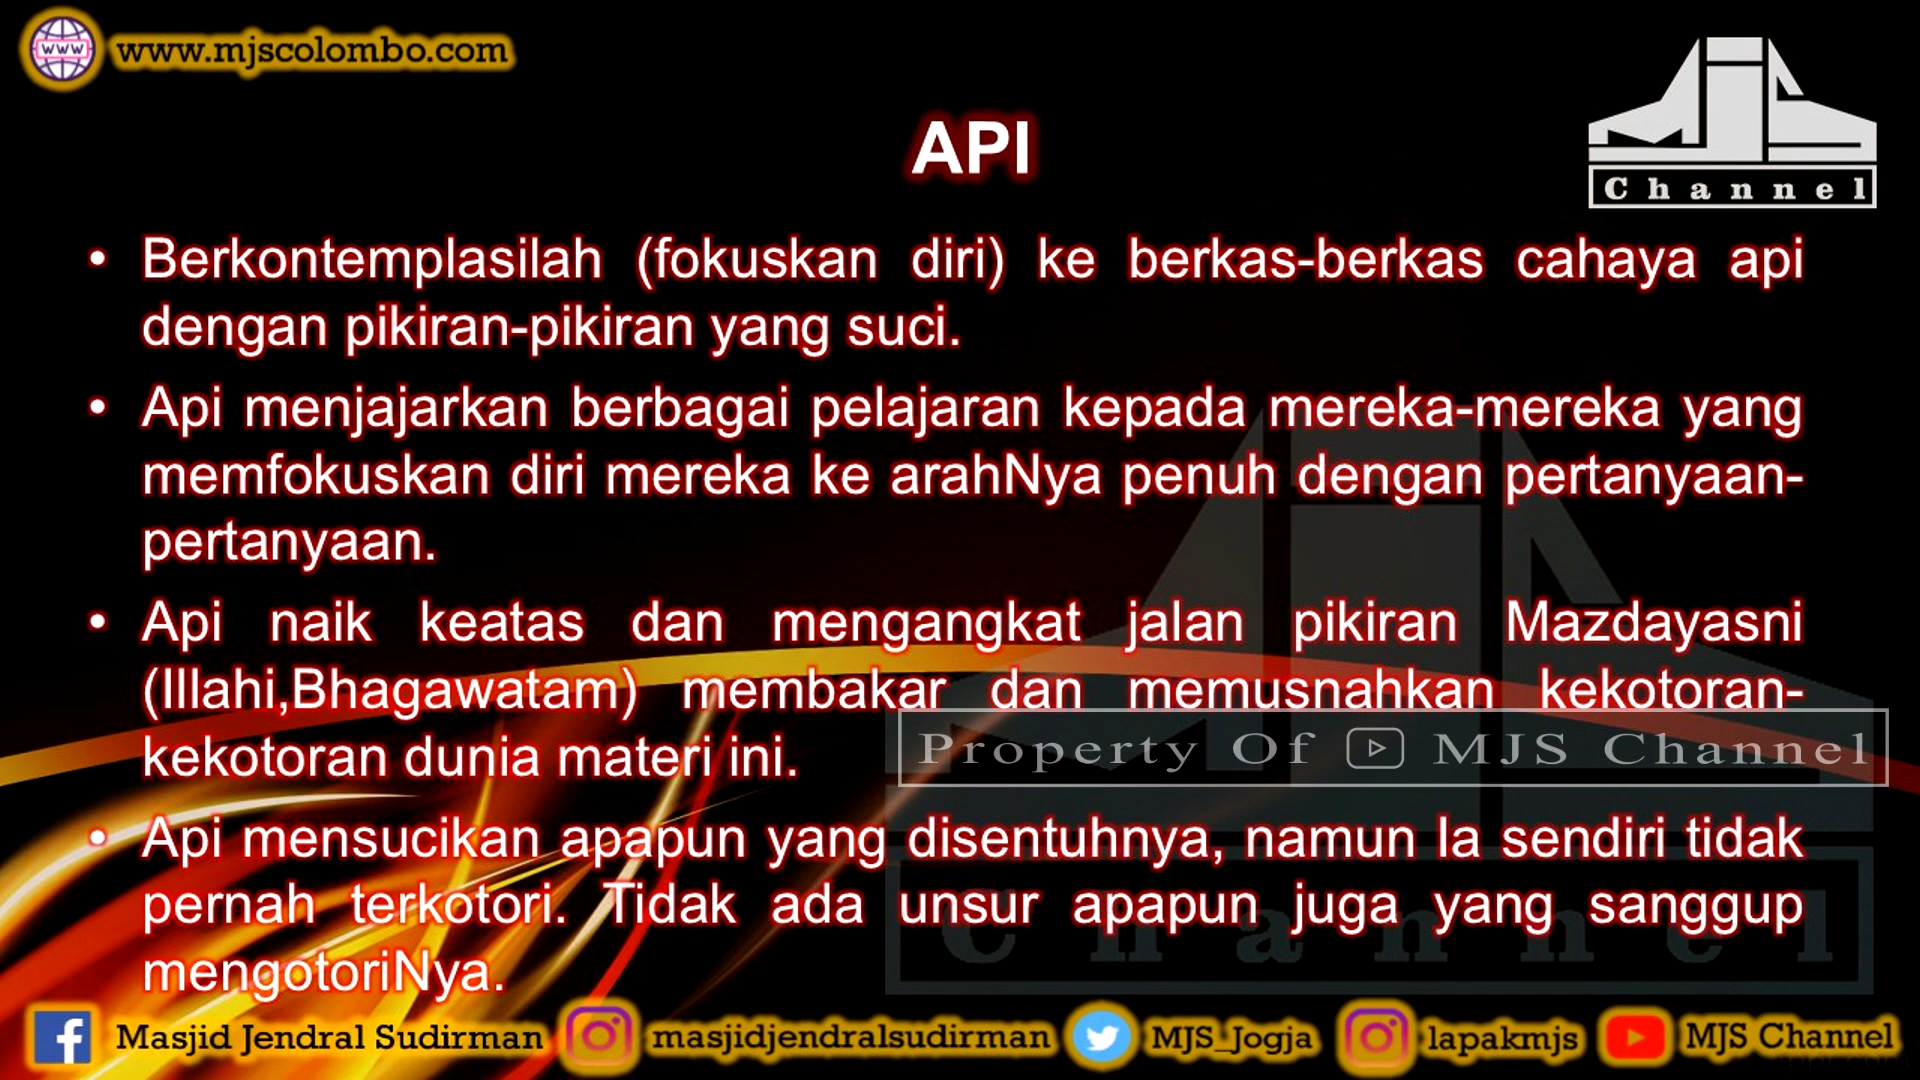 www
www.mjscolombo.com
MJS
Channel
API
• Berkontemplasilah (fokuskan diri) ke berkas-berkas cahaya api
dengan pikiran-pikiran yang suci.
• Api menjajarkan berbagai pelajaran kepada mereka-mereka yang
memfokuskan diri mereka ke arahNya penuh dengan pertanyaan-
pertanyaan.
• Api naik keatas dan mengangkat jalan pikiran Mazdayasni
(Illahi,Bhagawatam) membakar dan memusnahkan kekotoran-
kekotoran dunia materi ini.
Property Of MJS Channel
• Api mensucikan apapun yang disentuhnya, namun Ia sendiri tidak
pernah terkotori. Tidak ada unsur apapun juga yang sanggup
mengotoriNya.
Channel
Masjid Jendral Sudirman masjidjendralsudirman MJS_Jogja lapakmjs MJS Channel